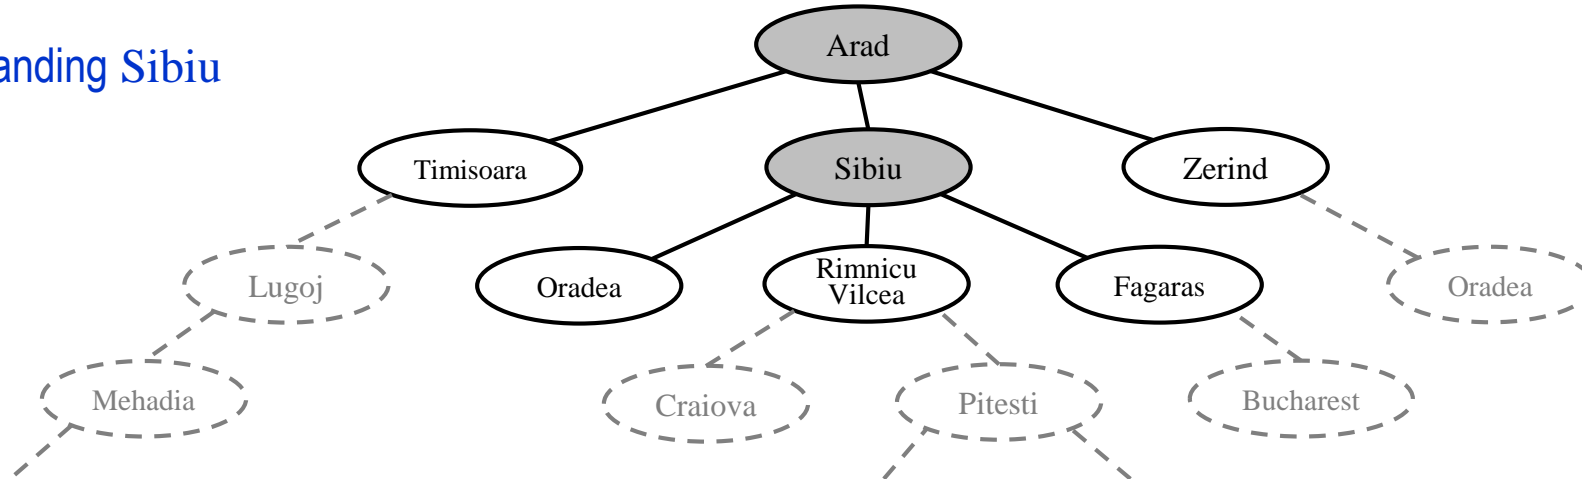 anding Sibiu
Arad
Timisoara
Sibiu
Zerind
Lugoj
Oradea
Rimnicu
Vilcea
Fagaras
Oradea
Mehadia
Craiova
Pitesti
Bucharest